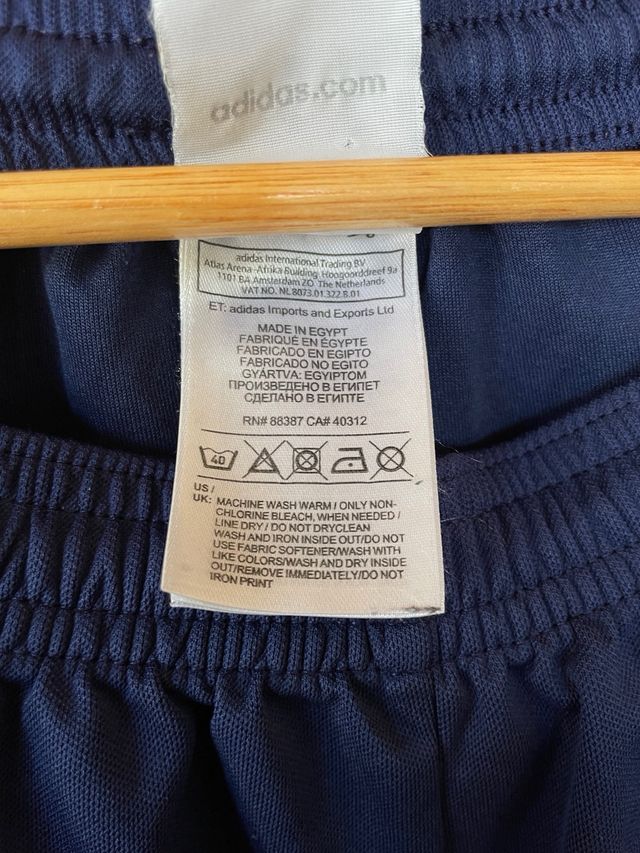 adidas.com
adidas International Trading BV
Atlas Arena-Afrika Building Hoogoorddreef 9a
1101 BA Amsterdam ZO The Netherlands
VAT NO. NL 8073.01.322.B.01
ET: adidas Imports and Exports Ltd
MADE IN EGYPT
FABRIQUÉ EN ÉGYPTE
FABRICADO EN EGIPTO
FABRICADO NO EGITO
GYÁRTVA: EGYIPTOM
ПРОИЗВЕДЕНО В ЕГИПЕТ
СДЕЛАНО В ЕГИПТЕ
RN# 88387 CA# 40312
40
US /
UK: MACHINE WASH WARM / ONLY NON-
CHLORINE BLEACH, WHEN NEEDED /
LINE DRY / DO NOT DRYCLEAN
WASH AND IRON INSIDE OUT/DO NOT
USE FABRIC SOFTENER/WASH WITH
LIKE COLORS/WASH AND DRY INSIDE
OUT/REMOVE IMMEDIATELY/DO NOT
IRON PRINT